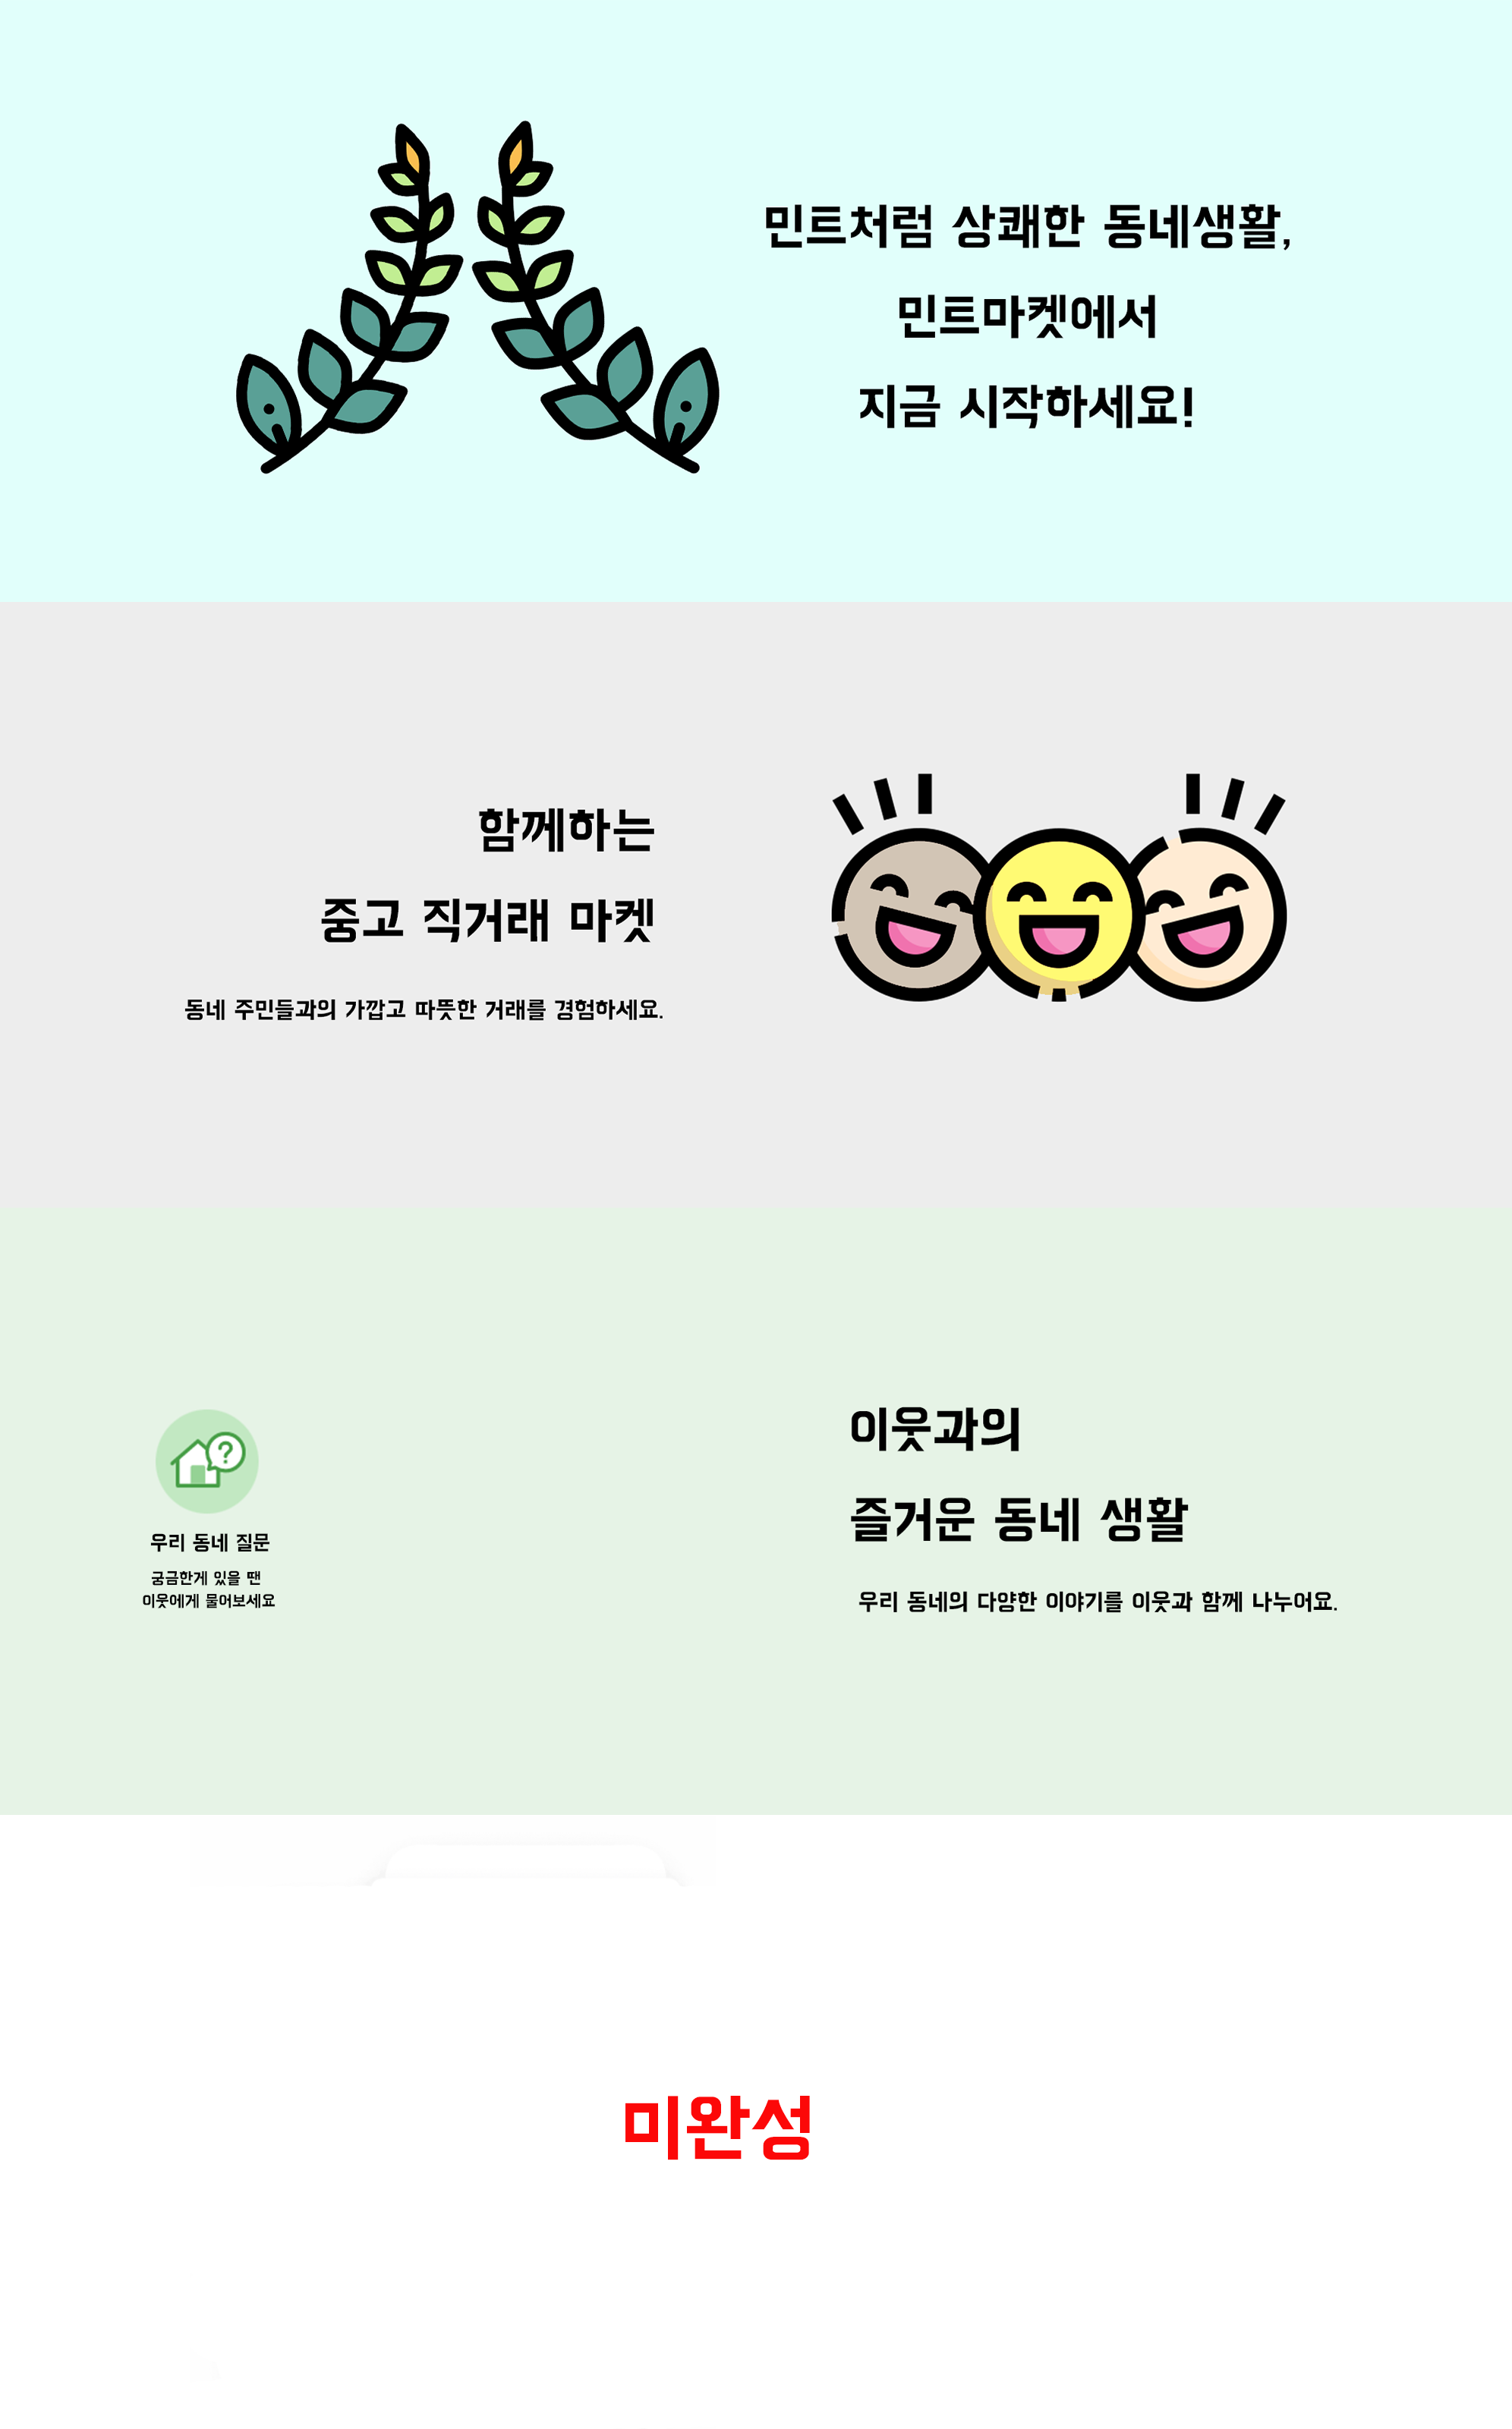 민트처럼 상쾌한 동네생활,
민트마켓에서
지금 시작하세요!
함께하는
중고 직거래 마켓
동네 주민들과의 가깝고 따뜻한 거래를 경험하세요.
이웃과의
즐거운 동네 생활
우리 동네의 다양한 이야기를 이웃과 함께 나누어요.
?
우리 동네 질문
궁금한게 있을 땐
이웃에게 물어보세요
미완성